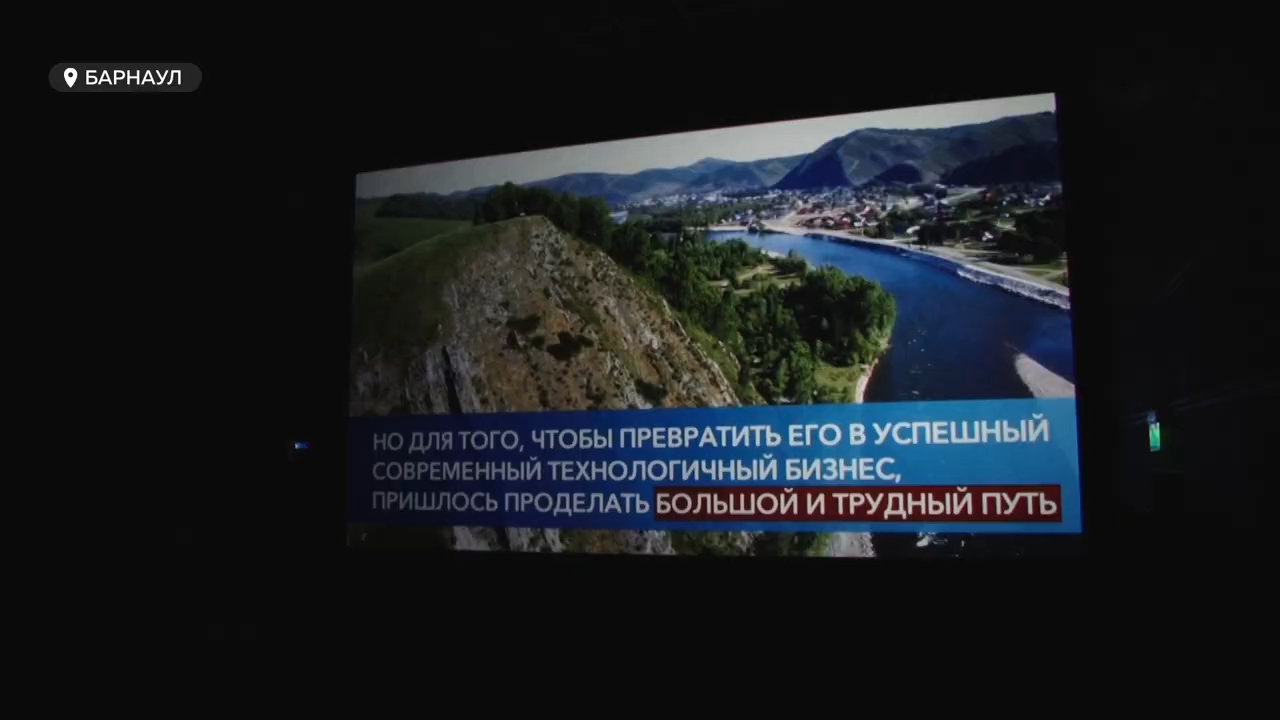 БАРНАУЛ
НО ДЛЯ ТОГО, ЧТОБЫ ПРЕВРАТИТЬ ЕГО В УСПЕШНЫЙ
СОВРЕМЕННЫЙ ТЕХНОЛОГИЧНЫЙ БИЗНЕС,
ПРИШЛОСЬ ПРОДЕЛАТЬ БОЛЬШОЙ И ТРУДНЫЙ ПУТЬ